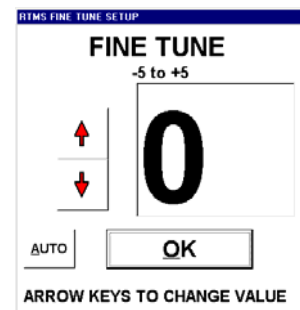 RTMS FINE TUNE SETUP
FINE TUNE
-5 to +5
0
AUTO
OK
ARROW KEYS TO CHANGE VALUE